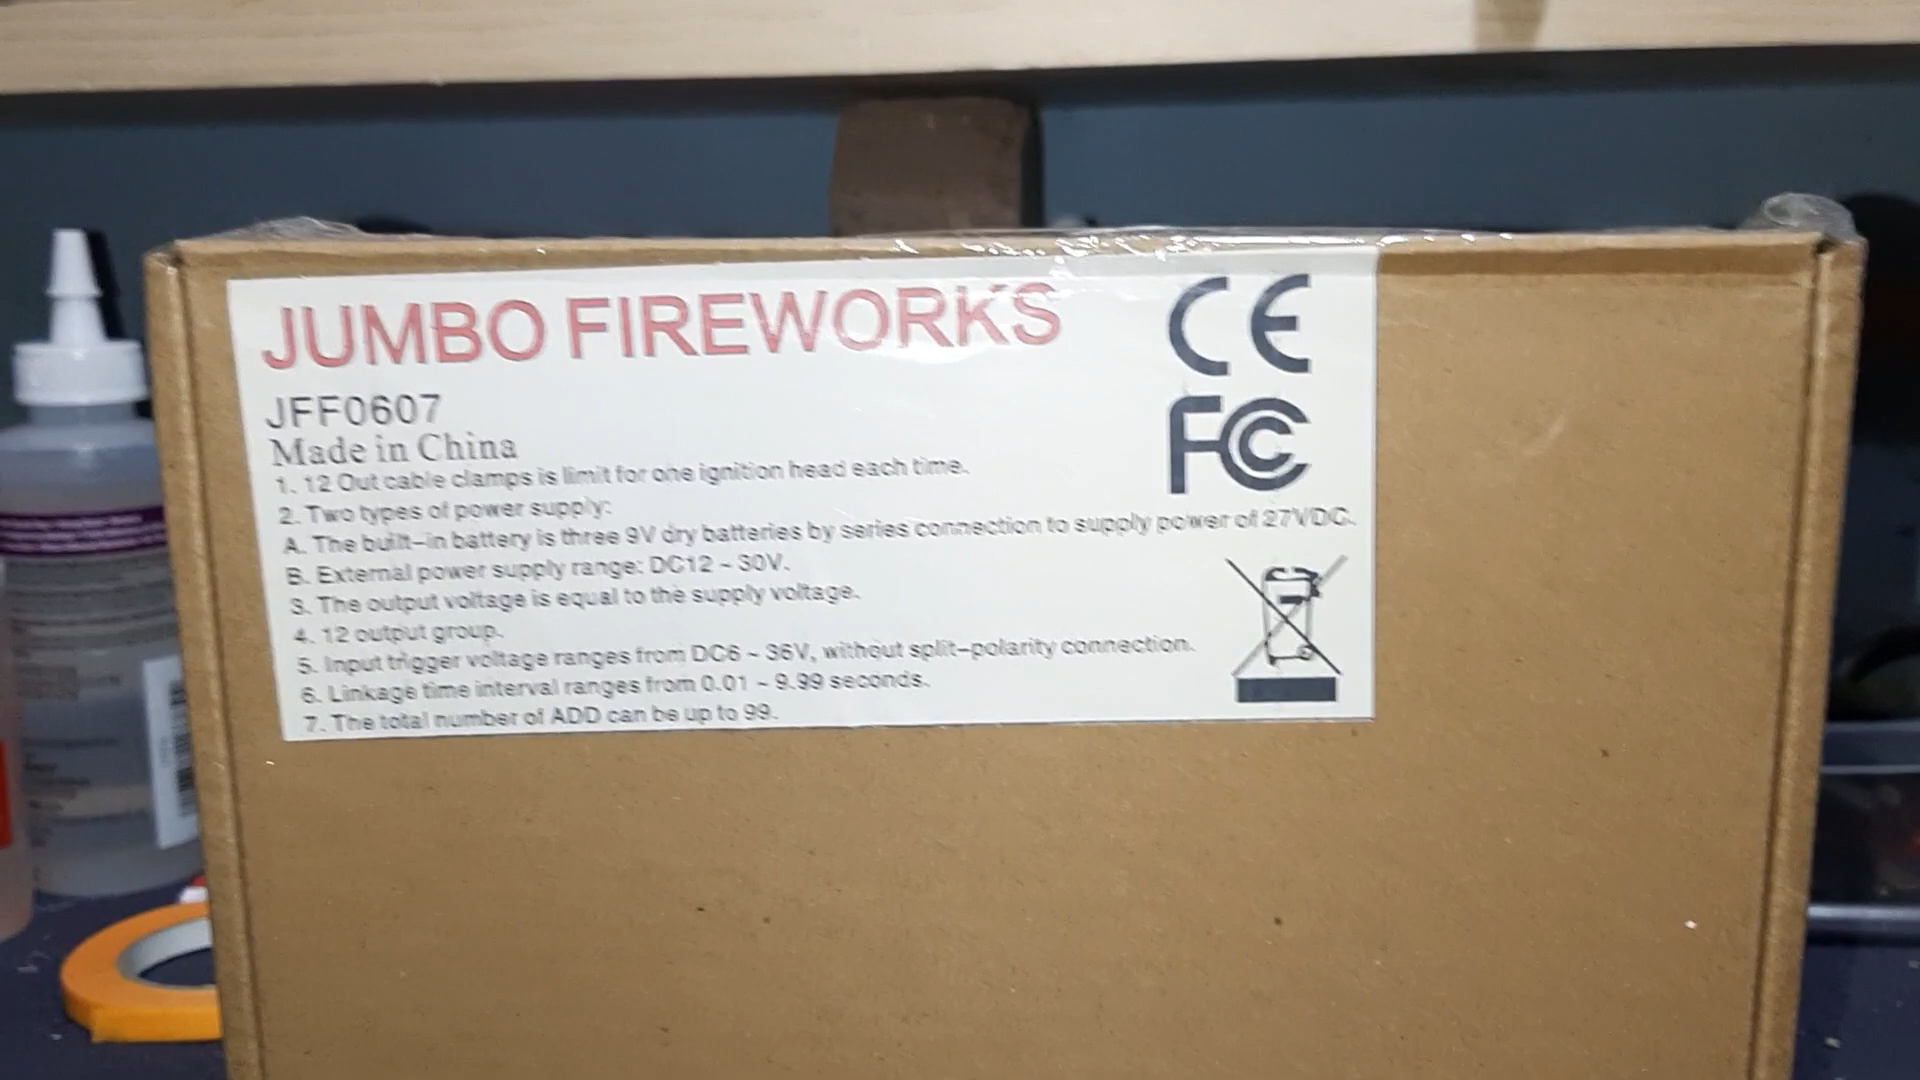 JUMBO FIREWORKS
CE
FCC
JFF0607
Made in China
1. 12 Out cable clamps is limit for one ignition head each time.
2. Two types of power supply:
A. The built-in battery is three 9V dry batteries by series connection to supply power of 27VDC.
B. External power supply range: DC12 ~ 30V.
3. The output voltage is equal to the supply voltage.
4. 12 output group.
5. Input trigger voltage ranges from DC6 ~ 36V, without split-polarity connection.
6. Linkage time interval ranges from 0.01 ~ 9.99 seconds.
7. The total number of ADD can be up to 99.